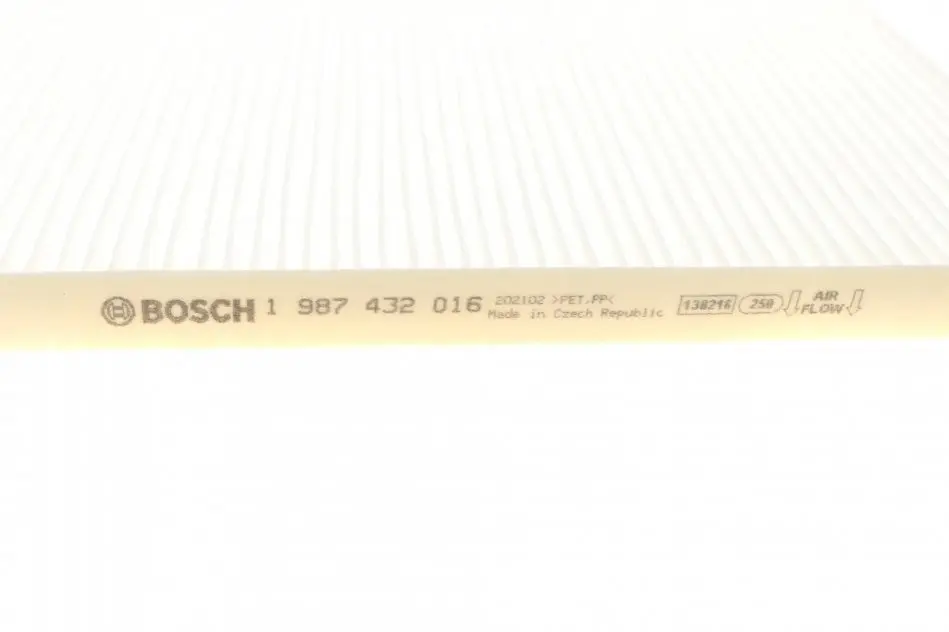 BOSCH 1 987 432 016
202102 >PET,PP<
Made in Czech Republic
138216 250
AIR
FLOW